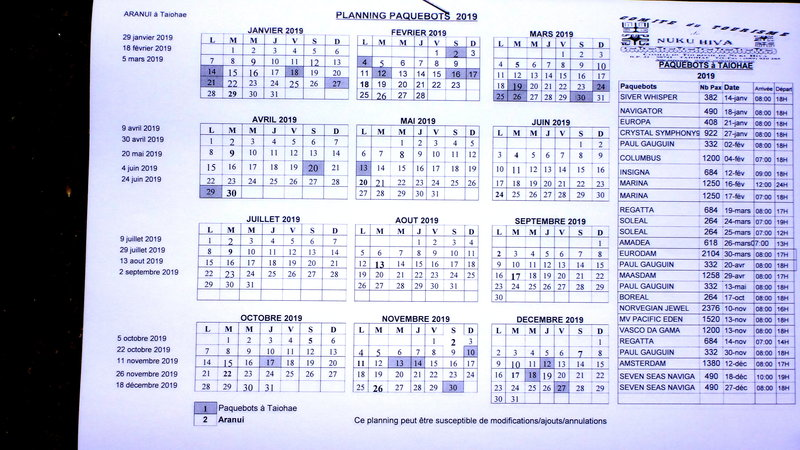 ARANUI à Taiohae
PLANNING PAQUEBOTS 2019
COMITE du TOURISME
NUKU HIVA
29 janvier 2019
18 février 2019
5 mars 2019
JANVIER 2019
L M M J V S D
1 2 3 4 5 6
7 8 9 10 11 12 13
14 15 16 17 18 19 20
21 22 23 24 25 26 27
28 29 30 31
FEVRIER 2019
L M M J V S D
1 2 3
4 5 6 7 8 9 10
11 12 13 14 15 16 17
18 19 20 21 22 23 24
25 26 27 28
MARS 2019
L M M J V S D
1 2 3
4 5 6 7 8 9 10
11 12 13 14 15 16 17
18 19 20 21 22 23 24
25 26 27 28 29 30 31
9 avril 2019
30 avril 2019
20 mai 2019
4 juin 2019
24 juin 2019
AVRIL 2019
L M M J V S D
1 2 3 4 5 6 7
8 9 10 11 12 13 14
15 16 17 18 19 20 21
22 23 24 25 26 27 28
29 30
MAI 2019
L M M J V S D
1 2 3 4 5
6 7 8 9 10 11 12
13 14 15 16 17 18 19
20 21 22 23 24 25 26
27 28 29 30 31
JUIN 2019
L M M J V S D
1 2
3 4 5 6 7 8 9
10 11 12 13 14 15 16
17 18 19 20 21 22 23
24 25 26 27 28 29 30
9 juillet 2019
29 juillet 2019
13 aout 2019
2 septembre 2019
JUILLET 2019
L M M J V S D
1 2 3 4 5 6 7
8 9 10 11 12 13 14
15 16 17 18 19 20 21
22 23 24 25 26 27 28
29 30 31
AOUT 2019
L M M J V S D
1 2 3 4
5 6 7 8 9 10 11
12 13 14 15 16 17 18
19 20 21 22 23 24 25
26 27 28 29 30 31
SEPTEMBRE 2019
L M M J V S D
1
2 3 4 5 6 7 8
9 10 11 12 13 14 15
16 17 18 19 20 21 22
23 24 25 26 27 28 29
30
5 octobre 2019
22 octobre 2019
11 novembre 2019
26 novembre 2019
18 décembre 2019
OCTOBRE 2019
L M M J V S D
1 2 3 4 5 6
7 8 9 10 11 12 13
14 15 16 17 18 19 20
21 22 23 24 25 26 27
28 29 30 31
NOVEMBRE 2019
L M M J V S D
1 2 3
4 5 6 7 8 9 10
11 12 13 14 15 16 17
18 19 20 21 22 23 24
25 26 27 28 29 30
DECEMBRE 2019
L M M J V S D
1
2 3 4 5 6 7 8
9 10 11 12 13 14 15
16 17 18 19 20 21 22
23 24 25 26 27 28 29
30 31
1 Paquebots à Taiohae
2 Aranui
Ce planning peut être susceptible de modifications/ajouts/annulations
PAQUEBOTS à TAIOHAE
2019
Paquebots Nb Pax Date Arrivée Départ
SIVER WHISPER 382 14-janv 08:00 18H
NAVIGATOR 490 18-janv 08:00 18H
EUROPA 408 21-janv 08:00 18H
CRYSTAL SYMPHONYS 922 27-janv 08:00 18H
PAUL GAUGUIN 332 02-fév 08:00 18H
COLUMBUS 1200 04-fév 07:00 18H
INSIGNA 684 12-fév 09:00 18H
MARINA 1250 16-fév 12:00 24H
MARINA 1250 17-fév 07:00 18H
REGATTA 684 19-mars 08:00 17H
SOLEAL 264 24-mars 07:00 19H
SOLEAL 264 25-mars 07:00 12H
AMADEA 618 26-mars 07:00 13H
EURODAM 2104 30-mars 08:00 18H
PAUL GAUGUIN 332 20-avr 08:00 18H
MAASDAM 1258 29-avr 08:00 17H
PAUL GAUGUIN 332 13-mai 08:00 18H
BOREAL 264 17-oct 08:00 18H
NORWEGIAN JEWEL 2376 10-nov 08:00 16H
MV PACIFIC EDEN 1520 13-nov 08:00 18H
VASCO DA GAMA 1200 13-nov 08:00 18H
REGATTA 684 14-nov 07:00 14H
PAUL GAUGUIN 332 30-nov 08:00 18H
AMSTERDAM 1380 12-déc 08:00 17H
SEVEN SEAS NAVIGA 490 18-déc 10:00 19H
SEVEN SEAS NAVIGA 490 27-déc 08:00 18H